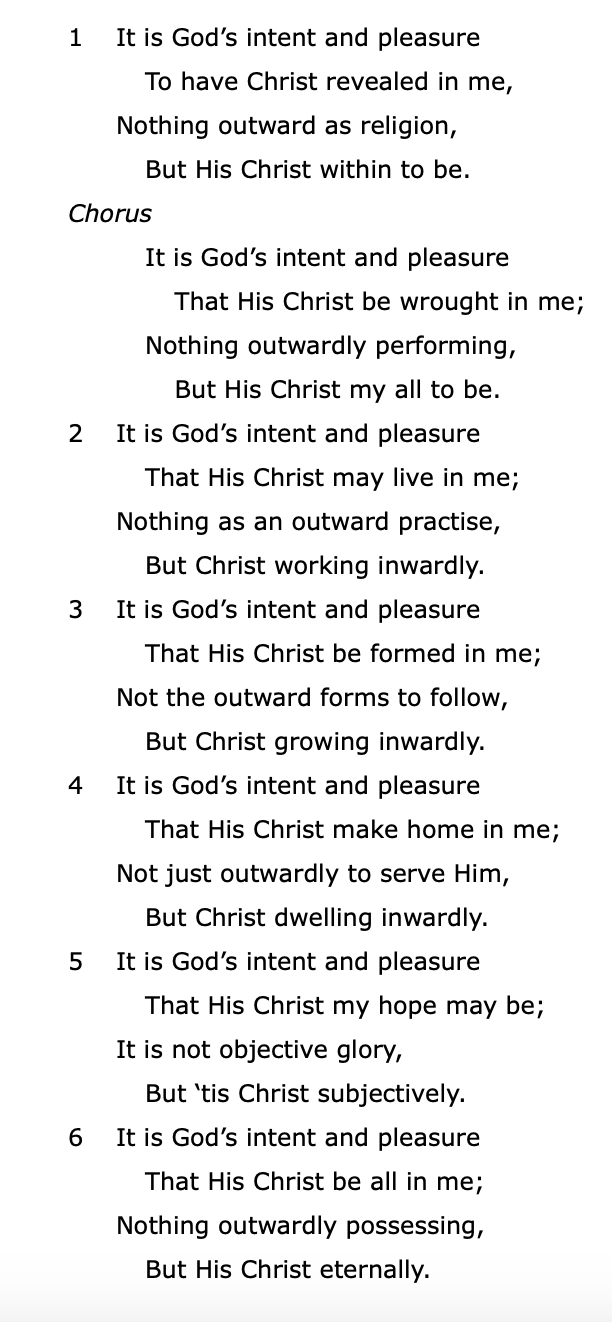 1 It is God’s intent and pleasure
To have Christ revealed in me,
Nothing outward as religion,
But His Christ within to be.
Chorus
It is God’s intent and pleasure
That His Christ be wrought in me;
Nothing outwardly performing,
But His Christ my all to be.
2 It is God’s intent and pleasure
That His Christ may live in me;
Nothing as an outward practise,
But Christ working inwardly.
3 It is God’s intent and pleasure
That His Christ be formed in me;
Not the outward forms to follow,
But Christ growing inwardly.
4 It is God’s intent and pleasure
That His Christ make home in me;
Not just outwardly to serve Him,
But Christ dwelling inwardly.
5 It is God’s intent and pleasure
That His Christ my hope may be;
It is not objective glory,
But ‛tis Christ subjectively.
6 It is God’s intent and pleasure
That His Christ be all in me;
Nothing outwardly possessing,
But His Christ eternally.